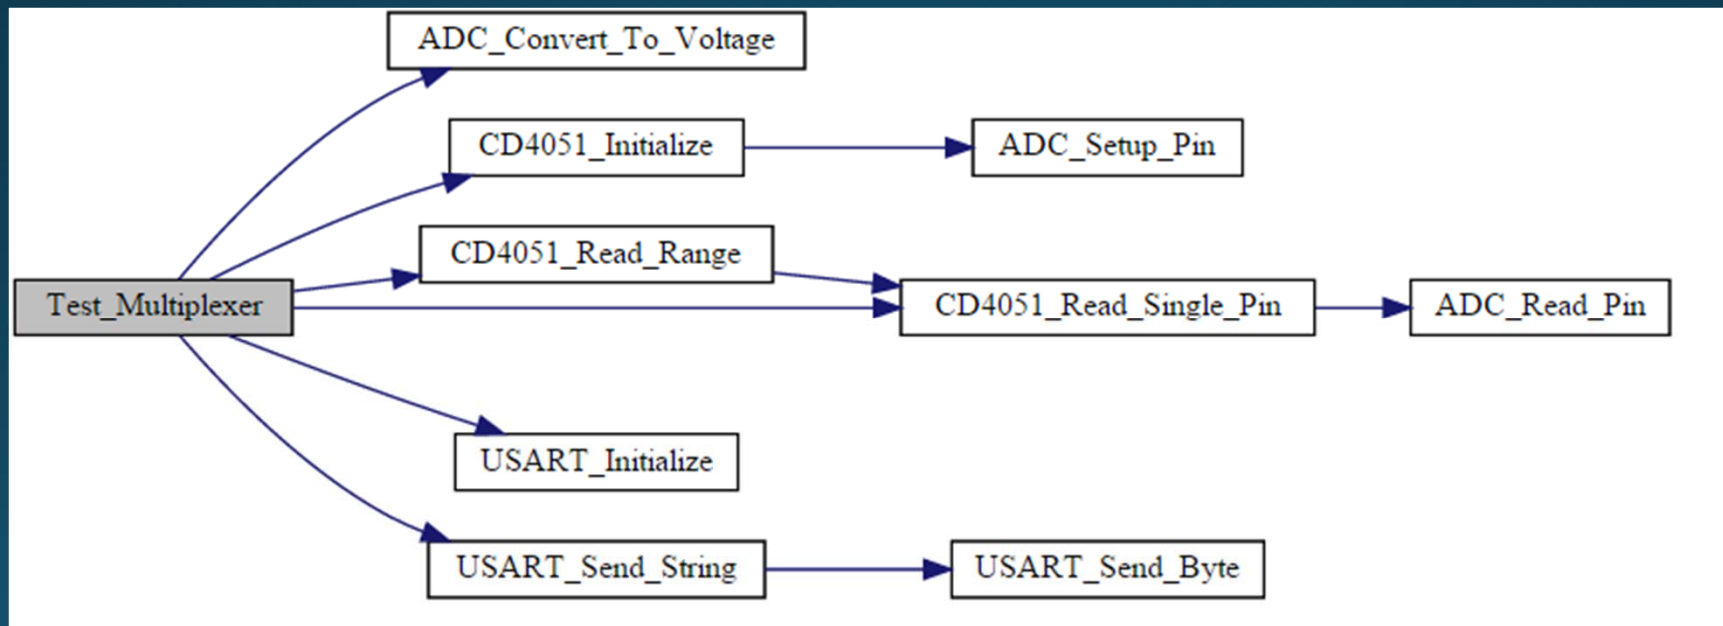 ADC_Convert_To_Voltage
CD4051_Initialize
ADC_Setup_Pin
CD4051_Read_Range
Test_Multiplexer
CD4051_Read_Single_Pin
ADC_Read_Pin
USART_Initialize
USART_Send_String
USART_Send_Byte